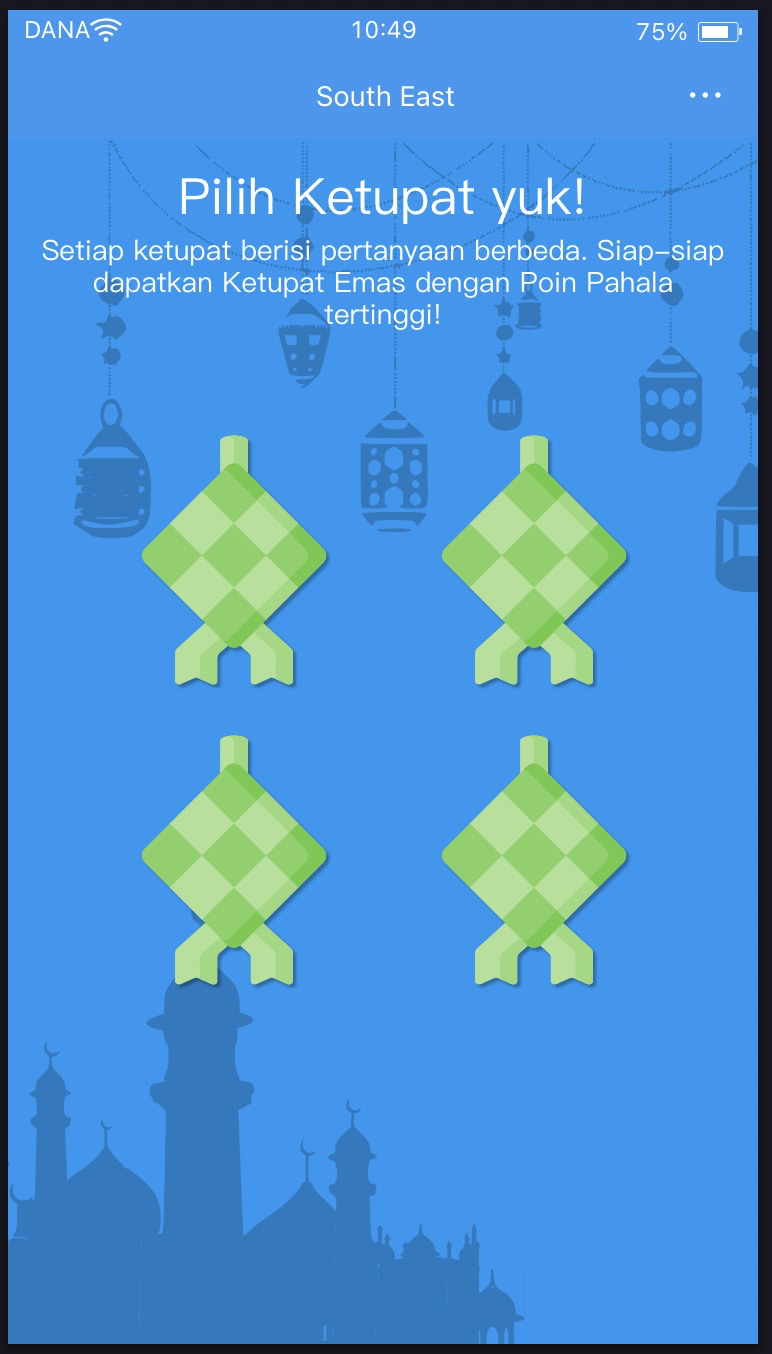 DANA 10:49 75%
South East
Pilih Ketupat yuk!
Setiap ketupat berisi pertanyaan berbeda. Siap-siap
dapatkan Ketupat Emas dengan Poin Pahala
tertinggi!